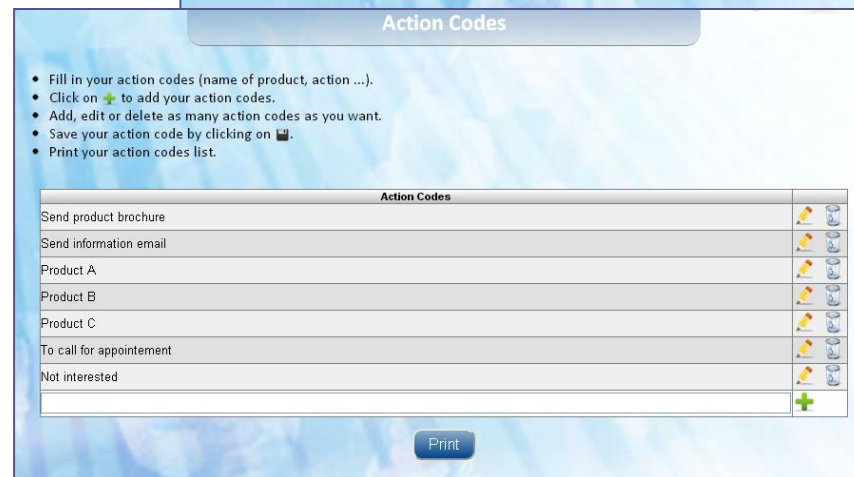 Action Codes
Fill in your action codes (name of product, action ...).
Click on to add your action codes.
Add, edit or delete as many action codes as you want.
Save your action code by clicking on .
Print your action codes list.
Action Codes
Send product brochure
Send information email
Product A
Product B
Product C
To call for appointement
Not interested
Print